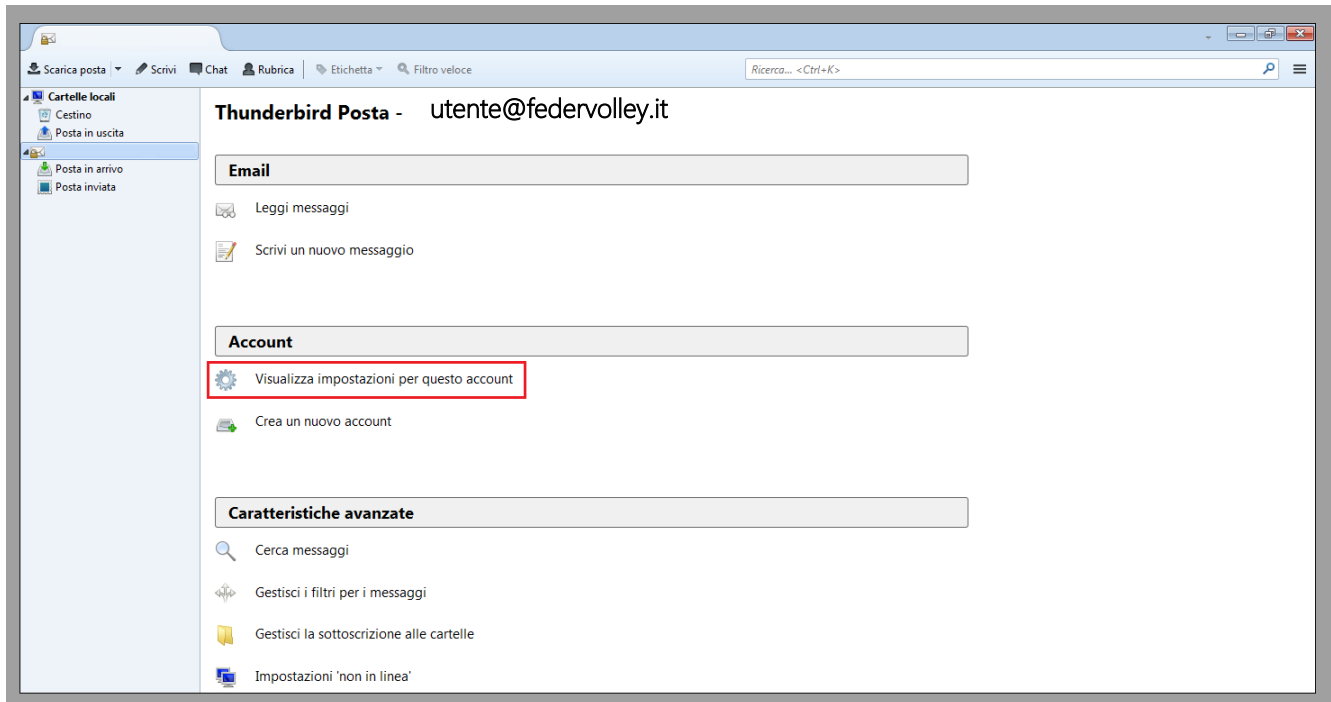 Scarica posta Scrivi Chat Rubrica Etichetta Filtro veloce Ricerca... <Ctrl+K>
Cartelle locali
Cestino
Posta in uscita
Posta in arrivo
Posta inviata
Thunderbird Posta - utente@federvolley.it
Email
Leggi messaggi
Scrivi un nuovo messaggio
Account
Visualizza impostazioni per questo account
Crea un nuovo account
Caratteristiche avanzate
Cerca messaggi
Gestisci i filtri per i messaggi
Gestisci la sottoscrizione alle cartelle
Impostazioni 'non in linea'